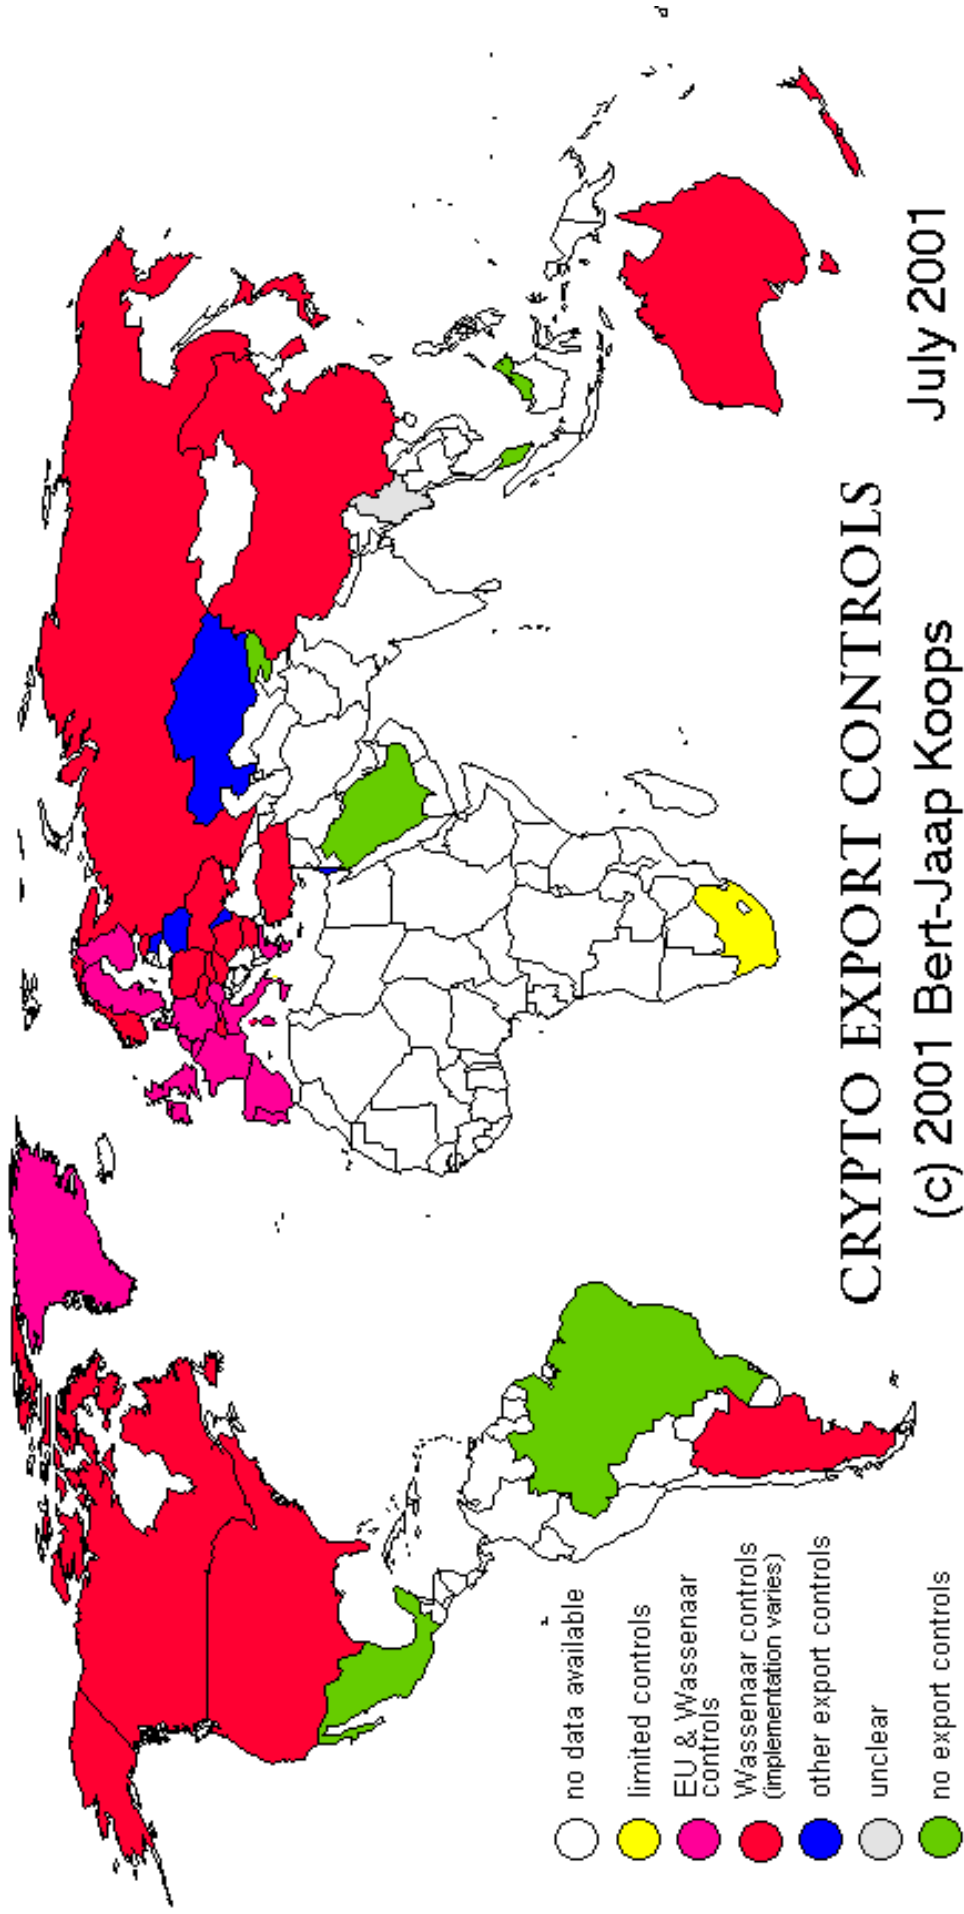 no data available
limited controls
EU & Wassenaar
controls
Wassenaar controls
(implementation varies)
other export controls
unclear
no export controls
CRYPTO EXPORT CONTROLS
(c) 2001 Bert-Jaap Koops
July 2001